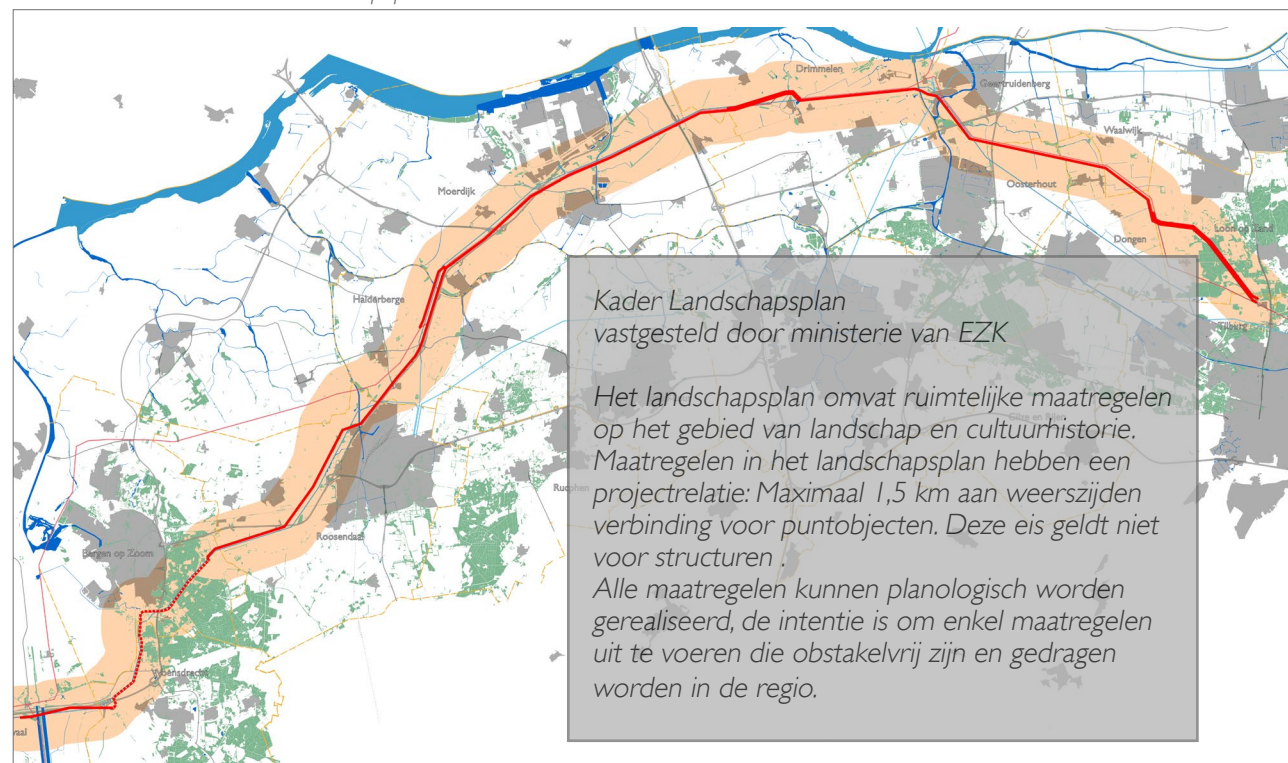 Drimmelen
Geertruidenberg
Waalwijk
Moerdijk
Oosterhout
Loon op Zand
Dongen
Halderberge
Tilburg
Kader Landschapsplan
vastgesteld door ministerie van EZK
Het landschapsplan omvat ruimtelijke maatregelen
op het gebied van landschap en cultuurhistorie.
Maatregelen in het landschapsplan hebben een
projectrelatie: Maximaal 1,5 km aan weerszijden
verbinding voor puntobjecten. Deze eis geldt niet
voor structuren .
Alle maatregelen kunnen planologisch worden
gerealiseerd, de intentie is om enkel maatregelen
uit te voeren die obstakelvrij zijn en gedragen
worden in de regio.
Roosendaal
Bergen op Zoom
Woensdrecht